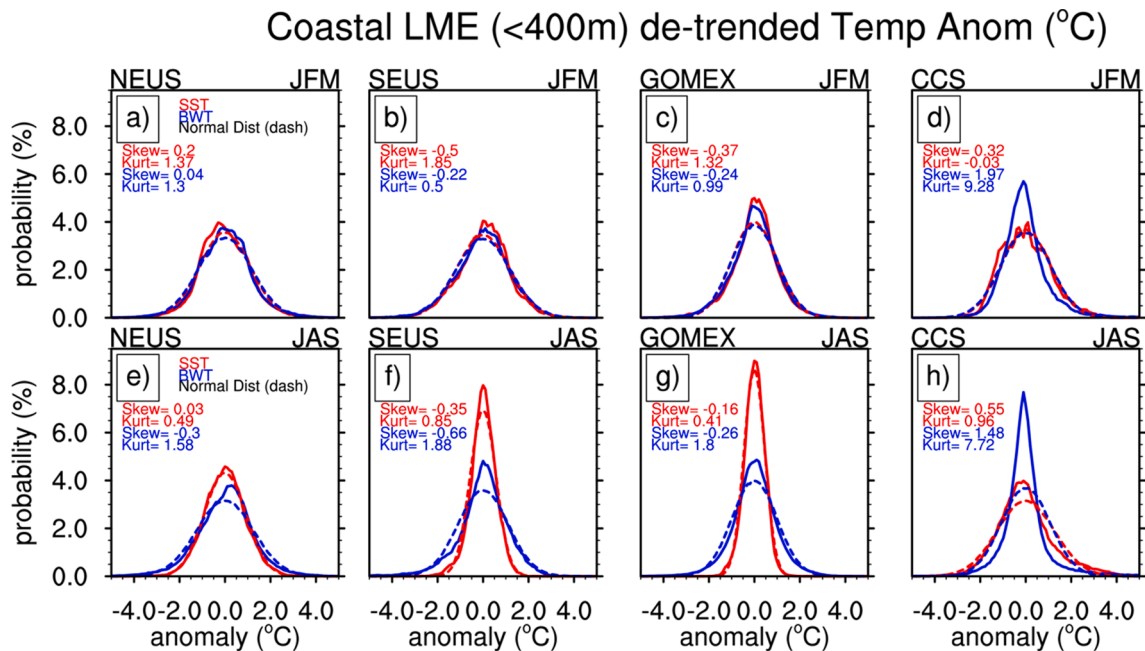 Coastal LME (<400m) de-trended Temp Anom (°C)
NEUS JFM
a)
SST
BWT
Normal Dist (dash)
Skew= 0.2
Kurt= 1.37
Skew= 0.04
Kurt= 1.3
SEUS JFM
b)
Skew= -0.5
Kurt= 1.85
Skew= -0.22
Kurt= 0.5
GOMEX JFM
c)
Skew= -0.37
Kurt= 1.32
Skew= -0.24
Kurt= 0.99
CCS JFM
d)
Skew= 0.32
Kurt= -0.03
Skew= 1.97
Kurt= 9.28
probability (%)
8.0
6.0
4.0
2.0
0.0
NEUS JAS
e)
SST
BWT
Normal Dist (dash)
Skew= 0.03
Kurt= 0.49
Skew= -0.3
Kurt= 1.58
SEUS JAS
f)
Skew= -0.35
Kurt= 0.85
Skew= -0.66
Kurt= 1.88
GOMEX JAS
g)
Skew= -0.16
Kurt= 0.41
Skew= -0.26
Kurt= 1.8
CCS JAS
h)
Skew= 0.55
Kurt= 0.96
Skew= 1.48
Kurt= 7.72
probability (%)
8.0
6.0
4.0
2.0
0.0
-4.0 -2.0 0.0 2.0 4.0
anomaly (°C)
-4.0 -2.0 0.0 2.0 4.0
anomaly (°C)
-4.0 -2.0 0.0 2.0 4.0
anomaly (°C)
-4.0 -2.0 0.0 2.0 4.0
anomaly (°C)